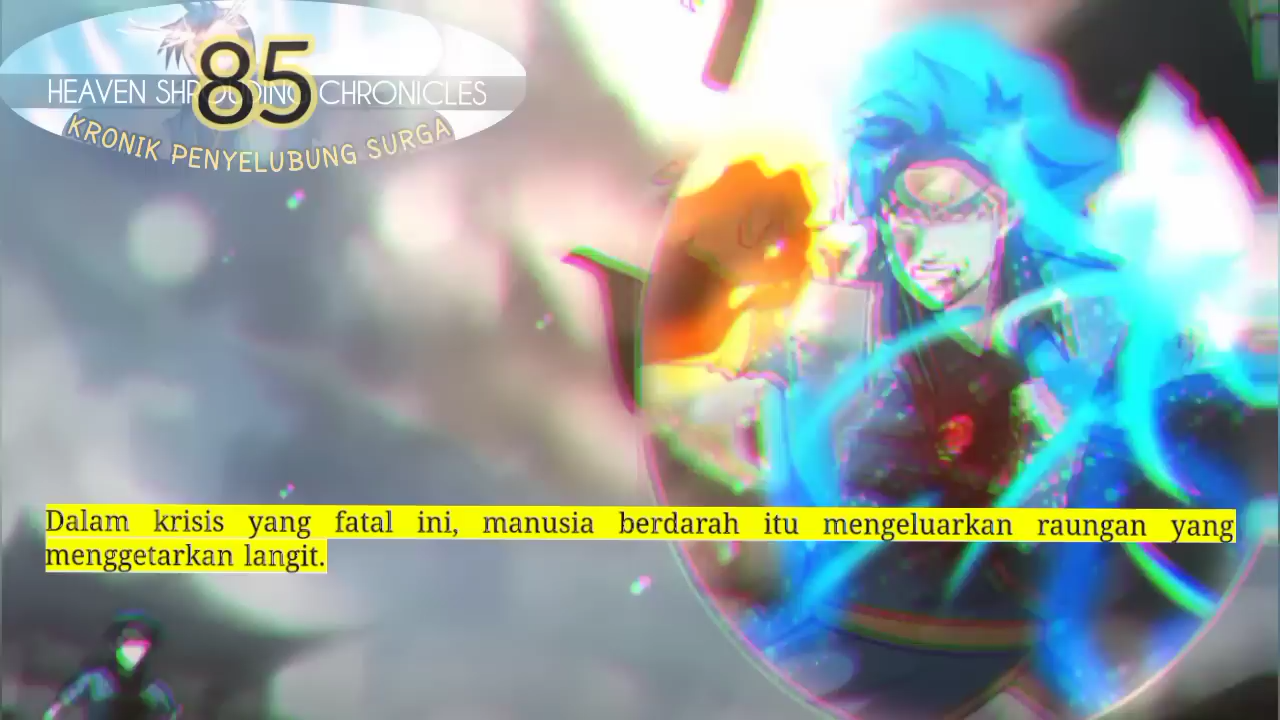 85
HEAVEN SHROUDING CHRONICLES
KRONIK PENYELUBUNG SURGA
Dalam krisis yang fatal ini, manusia berdarah itu mengeluarkan raungan yang
menggetarkan langit.